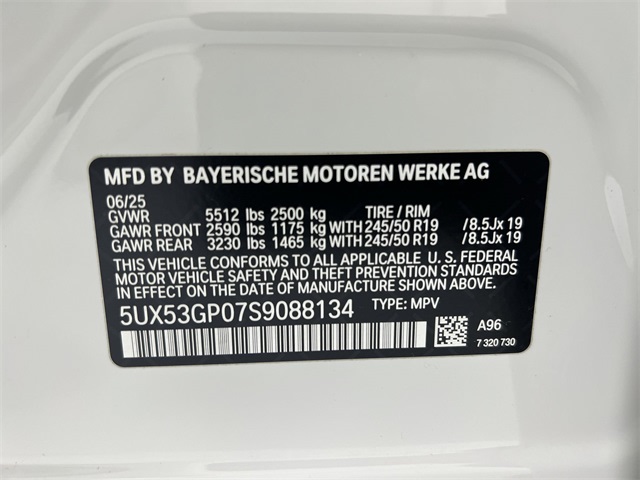 MFD BY BAYERISCHE MOTOREN WERKE AG
06/25
GVWR 5512 lbs 2500 kg TIRE / RIM
GAWR FRONT 2590 lbs 1175 kg WITH 245/50 R19 /8.5Jx 19
GAWR REAR 3230 lbs 1465 kg WITH 245/50 R19 /8.5Jx 19
THIS VEHICLE CONFORMS TO ALL APPLICABLE U. S. FEDERAL
MOTOR VEHICLE SAFETY AND THEFT PREVENTION STANDARDS
IN EFFECT ON THE DATE OF MANUFACTURE SHOWN ABOVE.
5UX53GP07S9088134 TYPE: MPV
A96
7 320 730